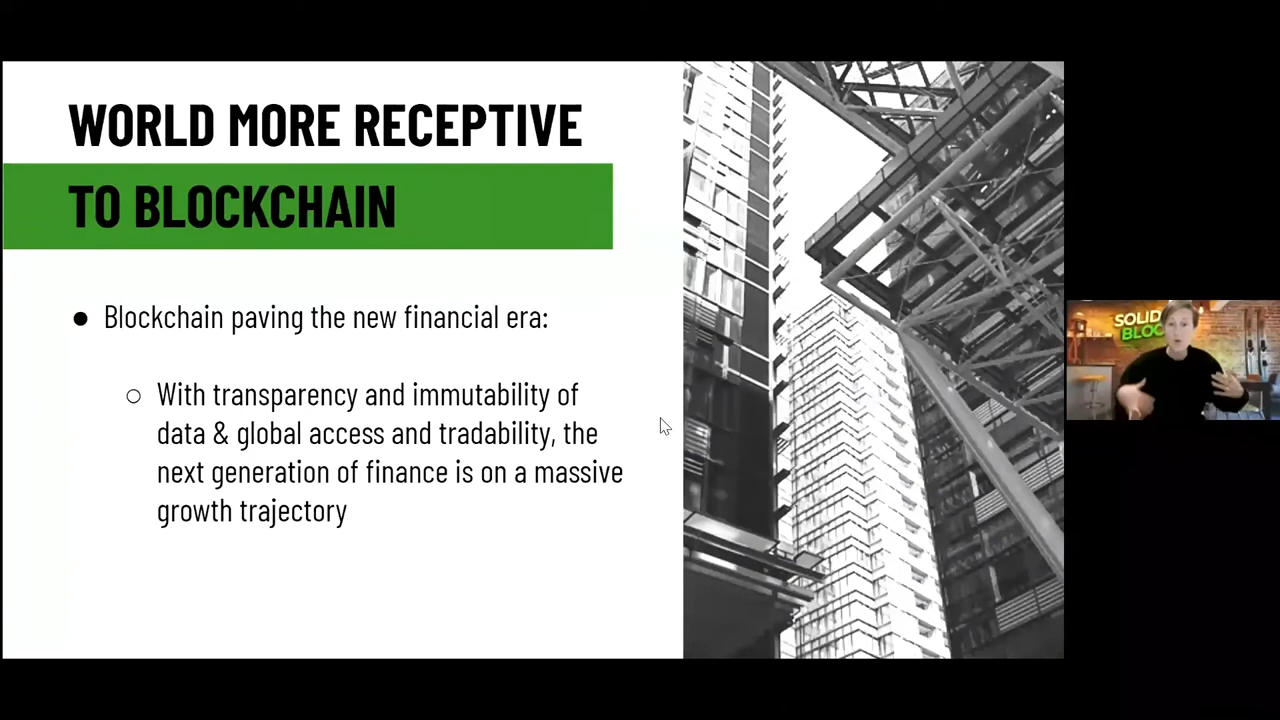 WORLD MORE RECEPTIVE
TO BLOCKCHAIN
● Blockchain paving the new financial era:
○ With transparency and immutability of
data & global access and tradability, the
next generation of finance is on a massive
growth trajectory
SOLID
BLOC